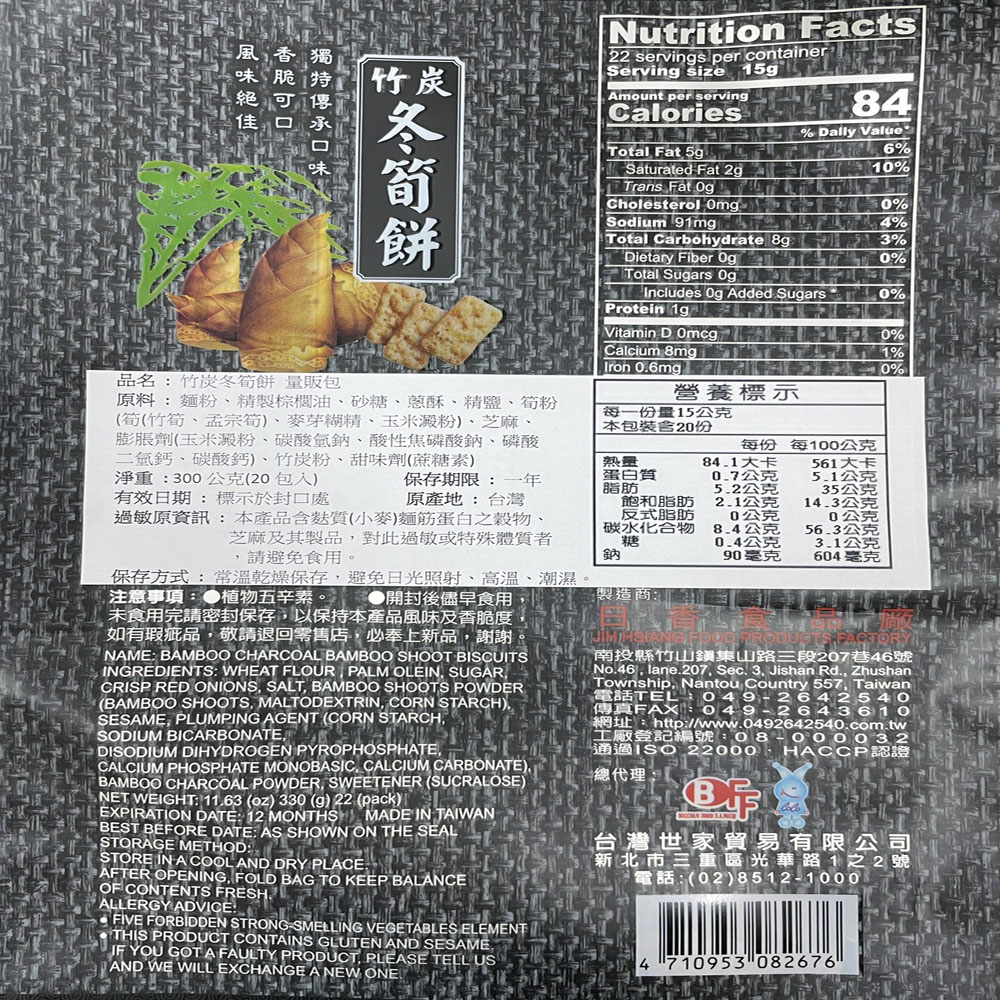 獨特傳承口味
香脆可口
風味絕佳
竹炭
冬筍餅
Nutrition Facts
22 servings per container
Serving size 15g
Amount per serving
Calories 84
% Daily Value*
Total Fat 5g 6%
Saturated Fat 2g 10%
Trans Fat 0g
Cholesterol 0mg 0%
Sodium 91mg 4%
Total Carbohydrate 8g 3%
Dietary Fiber 0g 0%
Total Sugars 0g
Includes 0g Added Sugars * 0%
Protein 1g
Vitamin D 0mcg 0%
Calcium 8mg 1%
Iron 0.6mg 0%
品名：竹炭冬筍餅 量販包
原料：麵粉、精製棕櫚油、砂糖、蔥酥、精鹽、筍粉
(筍(竹筍、孟宗筍)、麥芽糊精、玉米澱粉)、芝麻、
膨脹劑(玉米澱粉、碳酸氫鈉、酸性焦磷酸鈉、磷酸
二氫鈣、碳酸鈣)、竹炭粉、甜味劑(蔗糖素)
淨重：300 公克(20 包入) 保存期限：一年
有效日期：標示於封口處 原產地：台灣
過敏原資訊：本產品含麩質(小麥)麵筋蛋白之穀物、
芝麻及其製品，對此過敏或特殊體質者
，請避免食用。
保存方式：常溫乾燥保存，避免日光照射、高溫、潮濕。
營養標示
每一份量15公克
本包裝含20份
每份 每100公克
熱量 84.1大卡 561大卡
蛋白質 0.7公克 5.1公克
脂肪 5.2公克 35公克
飽和脂肪 2.1公克 14.3公克
反式脂肪 0公克 0公克
碳水化合物 8.4公克 56.3公克
糖 0.4公克 3.1公克
鈉 90毫克 604毫克
注意事項：●植物五辛素。 ●開封後儘早食用，
未食用完請密封保存，以保持本產品風味及香脆度，
如有瑕疵品，敬請退回零售店，必奉上新品，謝謝。
NAME: BAMBOO CHARCOAL BAMBOO SHOOT BISCUITS
INGREDIENTS: WHEAT FLOUR , PALM OLEIN, SUGAR,
CRISP RED ONIONS, SALT, BAMBOO SHOOTS POWDER
(BAMBOO SHOOTS, MALTODEXTRIN, CORN STARCH),
SESAME, PLUMPING AGENT (CORN STARCH,
SODIUM BICARBONATE,
DISODIUM DIHYDROGEN PYROPHOSPHATE,
CALCIUM PHOSPHATE MONOBASIC, CALCIUM CARBONATE),
BAMBOO CHARCOAL POWDER, SWEETENER (SUCRALOSE)
NET WEIGHT: 11.63 (oz) 330 (g) 22 (pack)
EXPIRATION DATE: 12 MONTHS MADE IN TAIWAN
BEST BEFORE DATE: AS SHOWN ON THE SEAL
STORAGE METHOD:
STORE IN A COOL AND DRY PLACE.
AFTER OPENING, FOLD BAG TO KEEP BALANCE
OF CONTENTS FRESH.
ALLERGY ADVICE:
● FIVE FORBIDDEN STRONG-SMELLING VEGETABLES ELEMENT
● THIS PRODUCT CONTAINS GLUTEN AND SESAME.
IF YOU GOT A FAULTY PRODUCT, PLEASE TELL US
AND WE WILL EXCHANGE A NEW ONE
製造商：
日香食品廠
JIM HSIANG FOOD PRODUCTS FACTORY
南投縣竹山鎮集山路三段207巷46號
No.46 , lane.207, Sec. 3, Jishan Rd., Zhushan
Township, Nantou Country 557, Taiwan
電話TEL：049-2642540
傳真FAX：049-2643610
網址：http://www.0492642540.com.tw
工廠登記編號：08-000032
通過ISO 22000、HACCP認證
總代理：
BFF
CoCo
台灣世家貿易有限公司
新北市三重區光華路1之2號
電話:(02)8512-1000
4 710953 082676